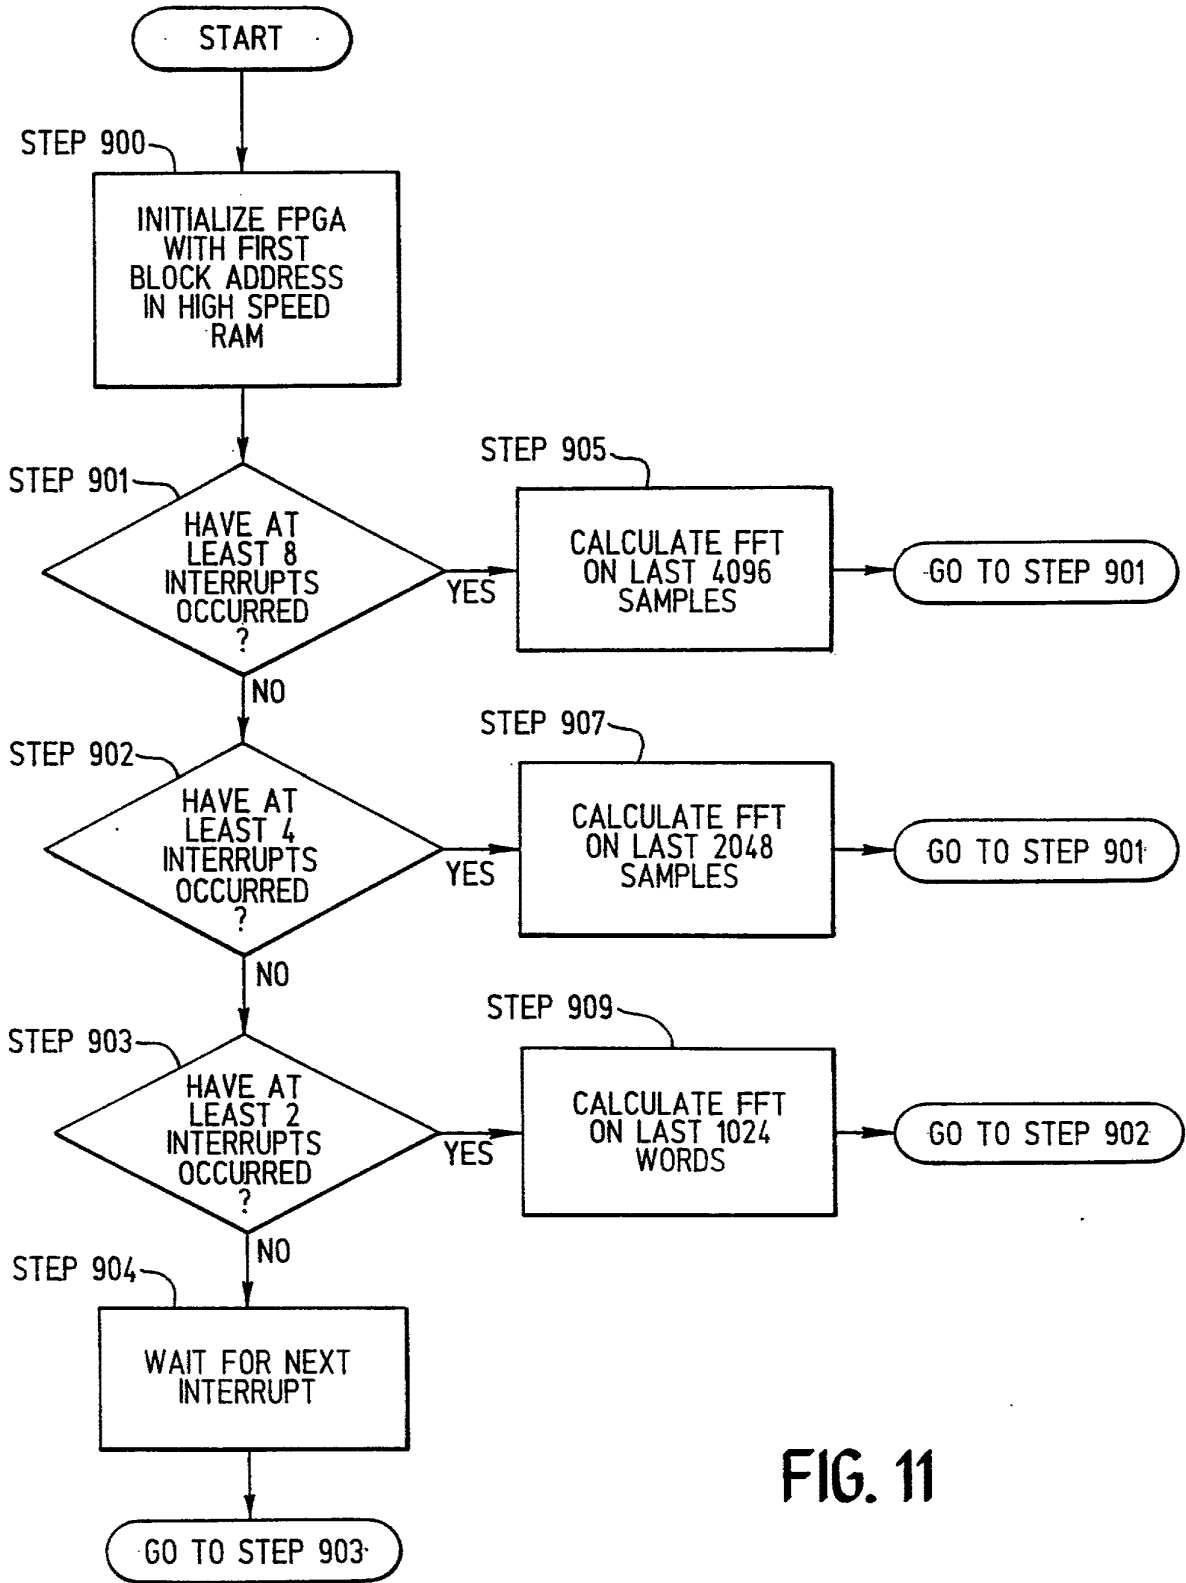 START
STEP 900
INITIALIZE FPGA
WITH FIRST
BLOCK ADDRESS
IN HIGH SPEED
RAM
STEP 901
HAVE AT
LEAST 8
INTERRUPTS
OCCURRED
?
YES
NO
STEP 905
CALCULATE FFT
ON LAST 4096
SAMPLES
GO TO STEP 901
STEP 902
HAVE AT
LEAST 4
INTERRUPTS
OCCURRED
?
YES
NO
STEP 907
CALCULATE FFT
ON LAST 2048
SAMPLES
GO TO STEP 901
STEP 903
HAVE AT
LEAST 2
INTERRUPTS
OCCURRED
?
YES
NO
STEP 909
CALCULATE FFT
ON LAST 1024
WORDS
GO TO STEP 902
STEP 904
WAIT FOR NEXT
INTERRUPT
GO TO STEP 903
FIG. 11